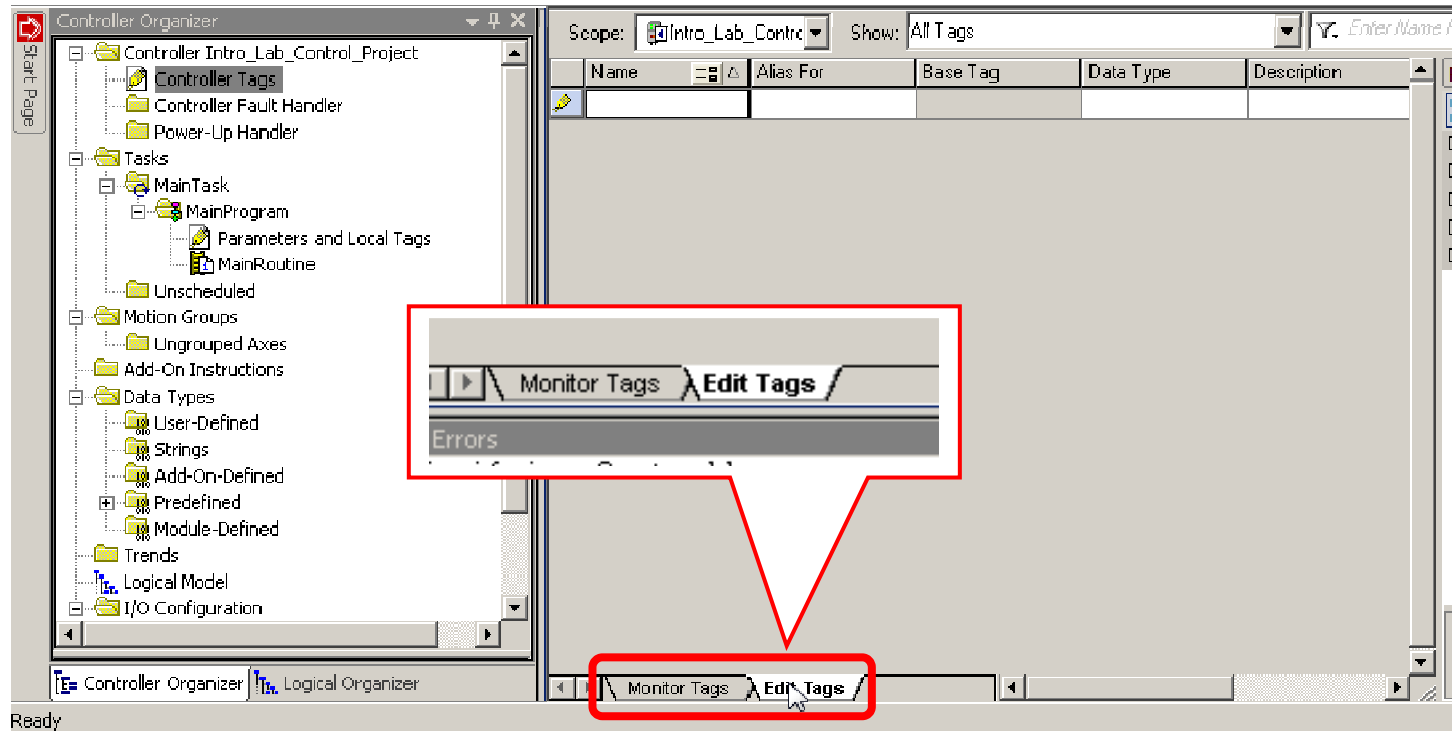 Start Page
Controller Organizer
Controller Intro_Lab_Control_Project
Controller Tags
Controller Fault Handler
Power-Up Handler
Tasks
MainTask
MainProgram
Parameters and Local Tags
MainRoutine
Unscheduled
Motion Groups
Ungrouped Axes
Add-On Instructions
Data Types
User-Defined
Strings
Add-On-Defined
Predefined
Module-Defined
Trends
Logical Model
I/O Configuration
Controller Organizer Logical Organizer
Scope: Intro_Lab_Contrc Show: All Tags Enter Name
Name Alias For Base Tag Data Type Description
Monitor Tags Edit Tags
Errors
Monitor Tags Edit Tags
Ready